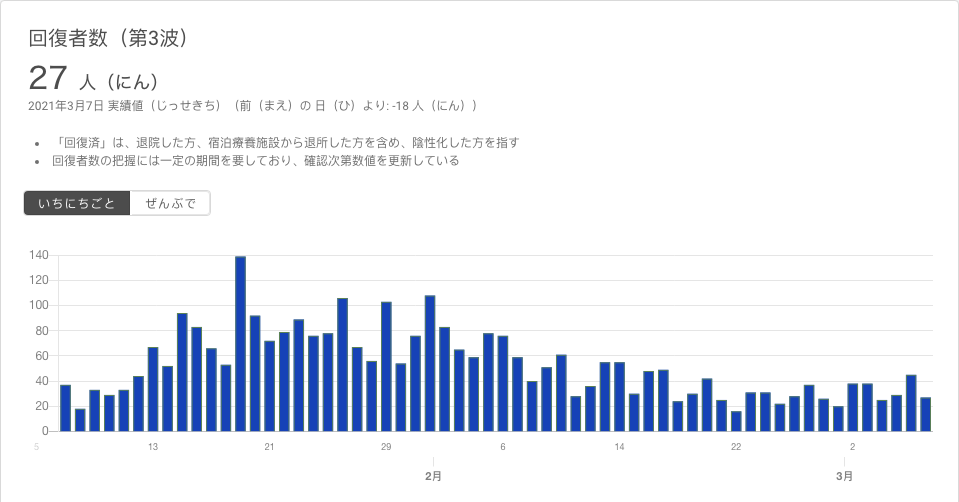 回復者数（第3波）
27 人（にん）
2021年3月7日 実績値（じっせきち）（前（まえ）の 日（ひ）より: -18 人（にん））
• 「回復済」は、退院した方、宿泊療養施設から退所した方を含め、陰性化した方を指す
• 回復者数の把握には一定の期間を要しており、確認次第数値を更新している
いちにちごと ぜんぶで
140
120
100
80
60
40
20
0
5 13 21 29 6 14 22 2
2月 3月